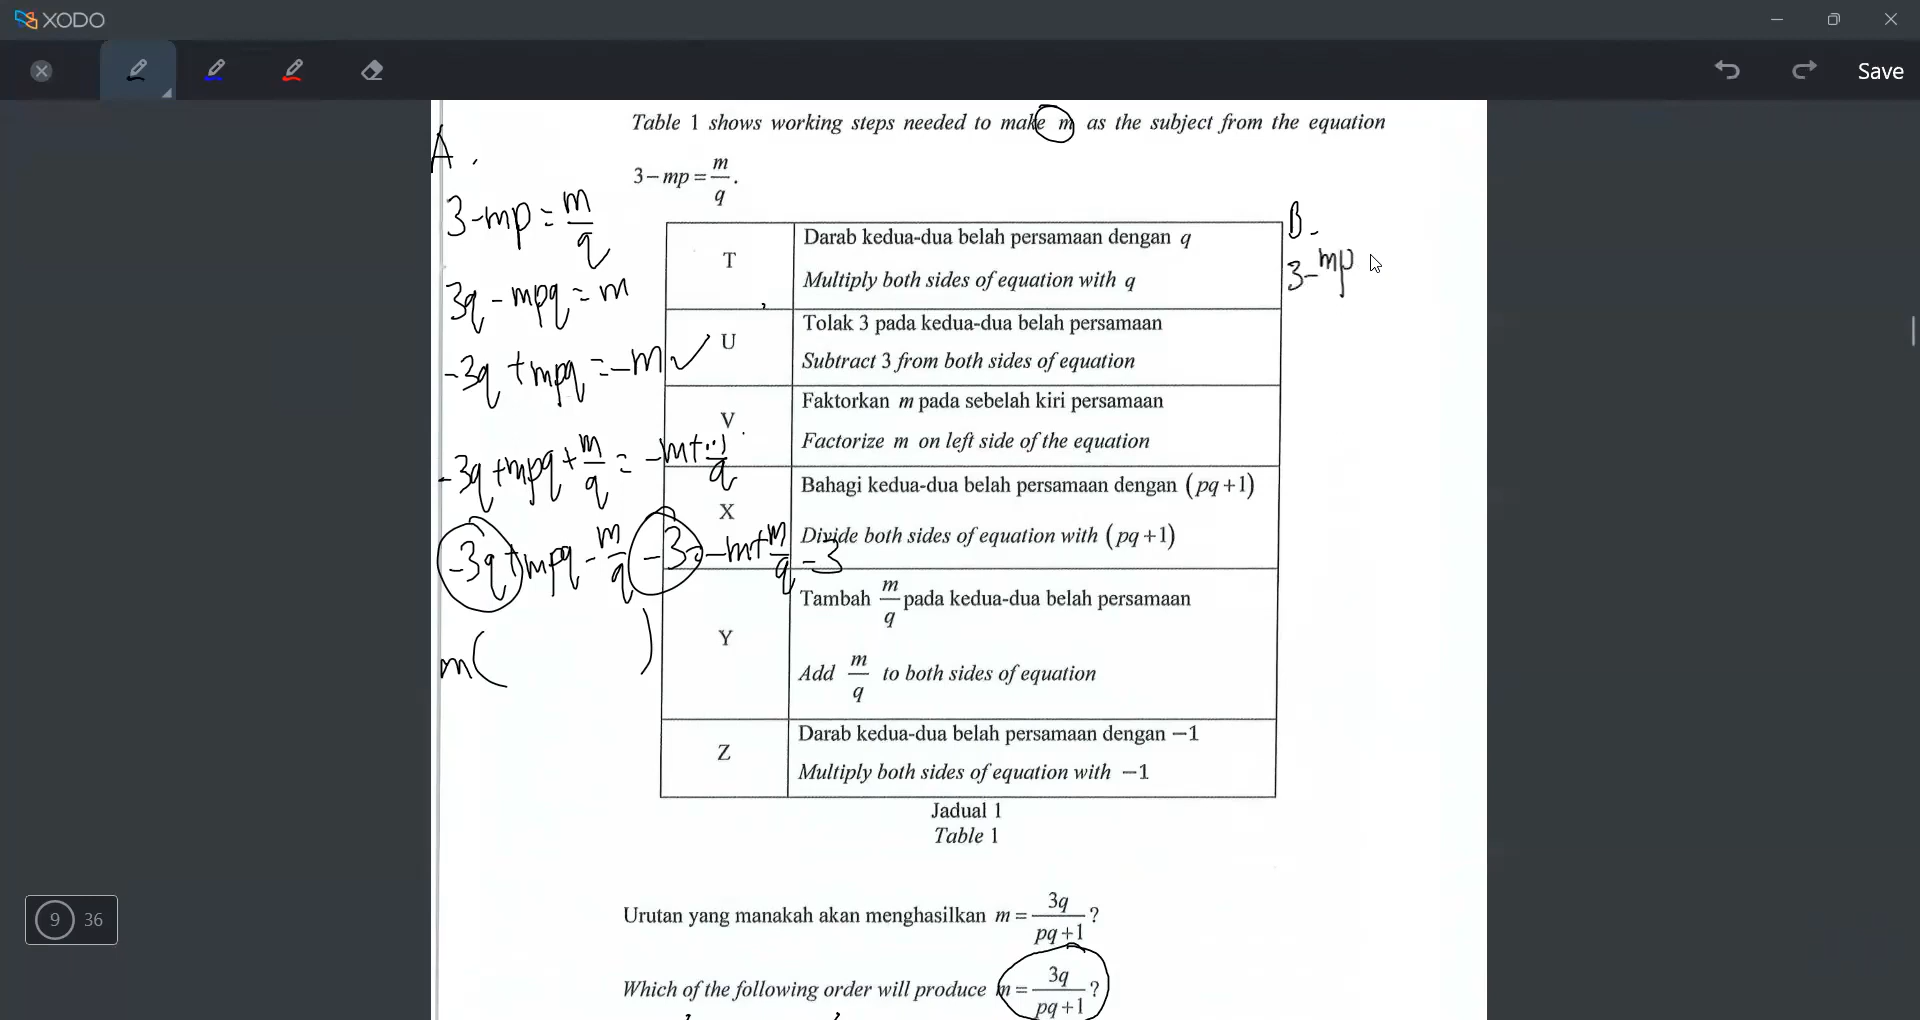 XODO
Save
Table 1 shows working steps needed to make m as the subject from the equation
3 − mp = m/q.
A.
3 - mp = m/q
3q - mpq = m
-3q + mpq = -m ✓
-3q + mpq + m/q = -m + /q
-3q + mpq - m/q - 3 = -m + m/q - 3
m( )
B.
3 - mp
T
Darab kedua-dua belah persamaan dengan q
Multiply both sides of equation with q
U
Tolak 3 pada kedua-dua belah persamaan
Subtract 3 from both sides of equation
V
Faktorkan m pada sebelah kiri persamaan
Factorize m on left side of the equation
X
Bahagi kedua-dua belah persamaan dengan (pq+1)
Divide both sides of equation with (pq+1)
Y
Tambah m/q pada kedua-dua belah persamaan
Add m/q to both sides of equation
Z
Darab kedua-dua belah persamaan dengan −1
Multiply both sides of equation with −1
Jadual 1
Table 1
Urutan yang manakah akan menghasilkan m = 3q/pq+1 ?
Which of the following order will produce m = 3q/pq+1 ?
9 36